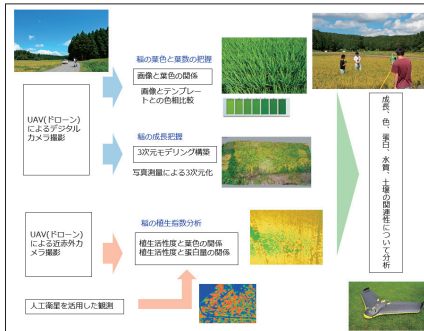 稲の葉色と葉数の把握
画像と葉色の関係
画像とテンプレート
との色相比較
UAV(ドローン)
によるデジタル
カメラ撮影
稲の成長把握
3次元モデリング構築
写真測量による3次元化
稲の植生指数分析
UAV(ドローン)
による近赤外カ
メラ撮影
植生活性度と葉色の関係
植生活性度と蛋白量の関係
人工衛星を活用した観測
成長、色、蛋白、水質、土壌の関連性について分析